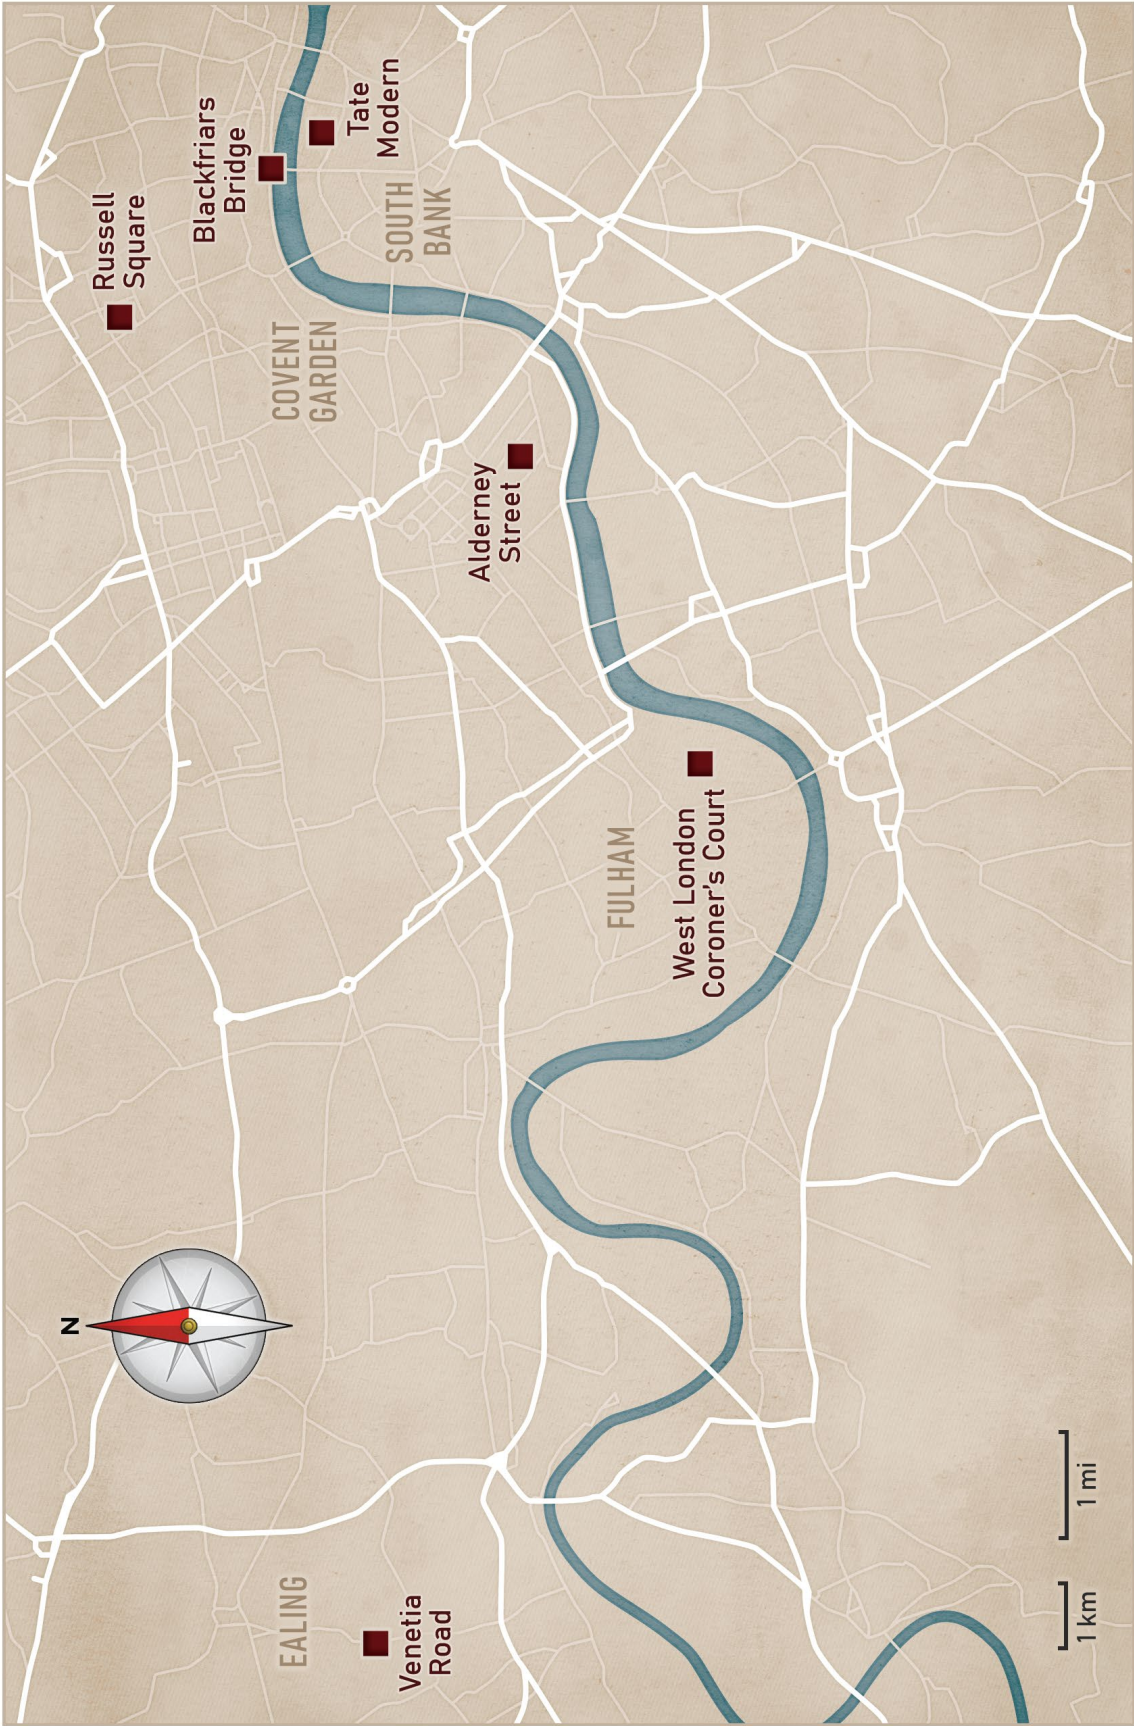 N
Russell
Square
Blackfriars
Bridge
Tate
Modern
SOUTH
BANK
COVENT
GARDEN
Alderney
Street
FULHAM
West London
Coroner's Court
EALING
Venetia
Road
1 km
1 mi